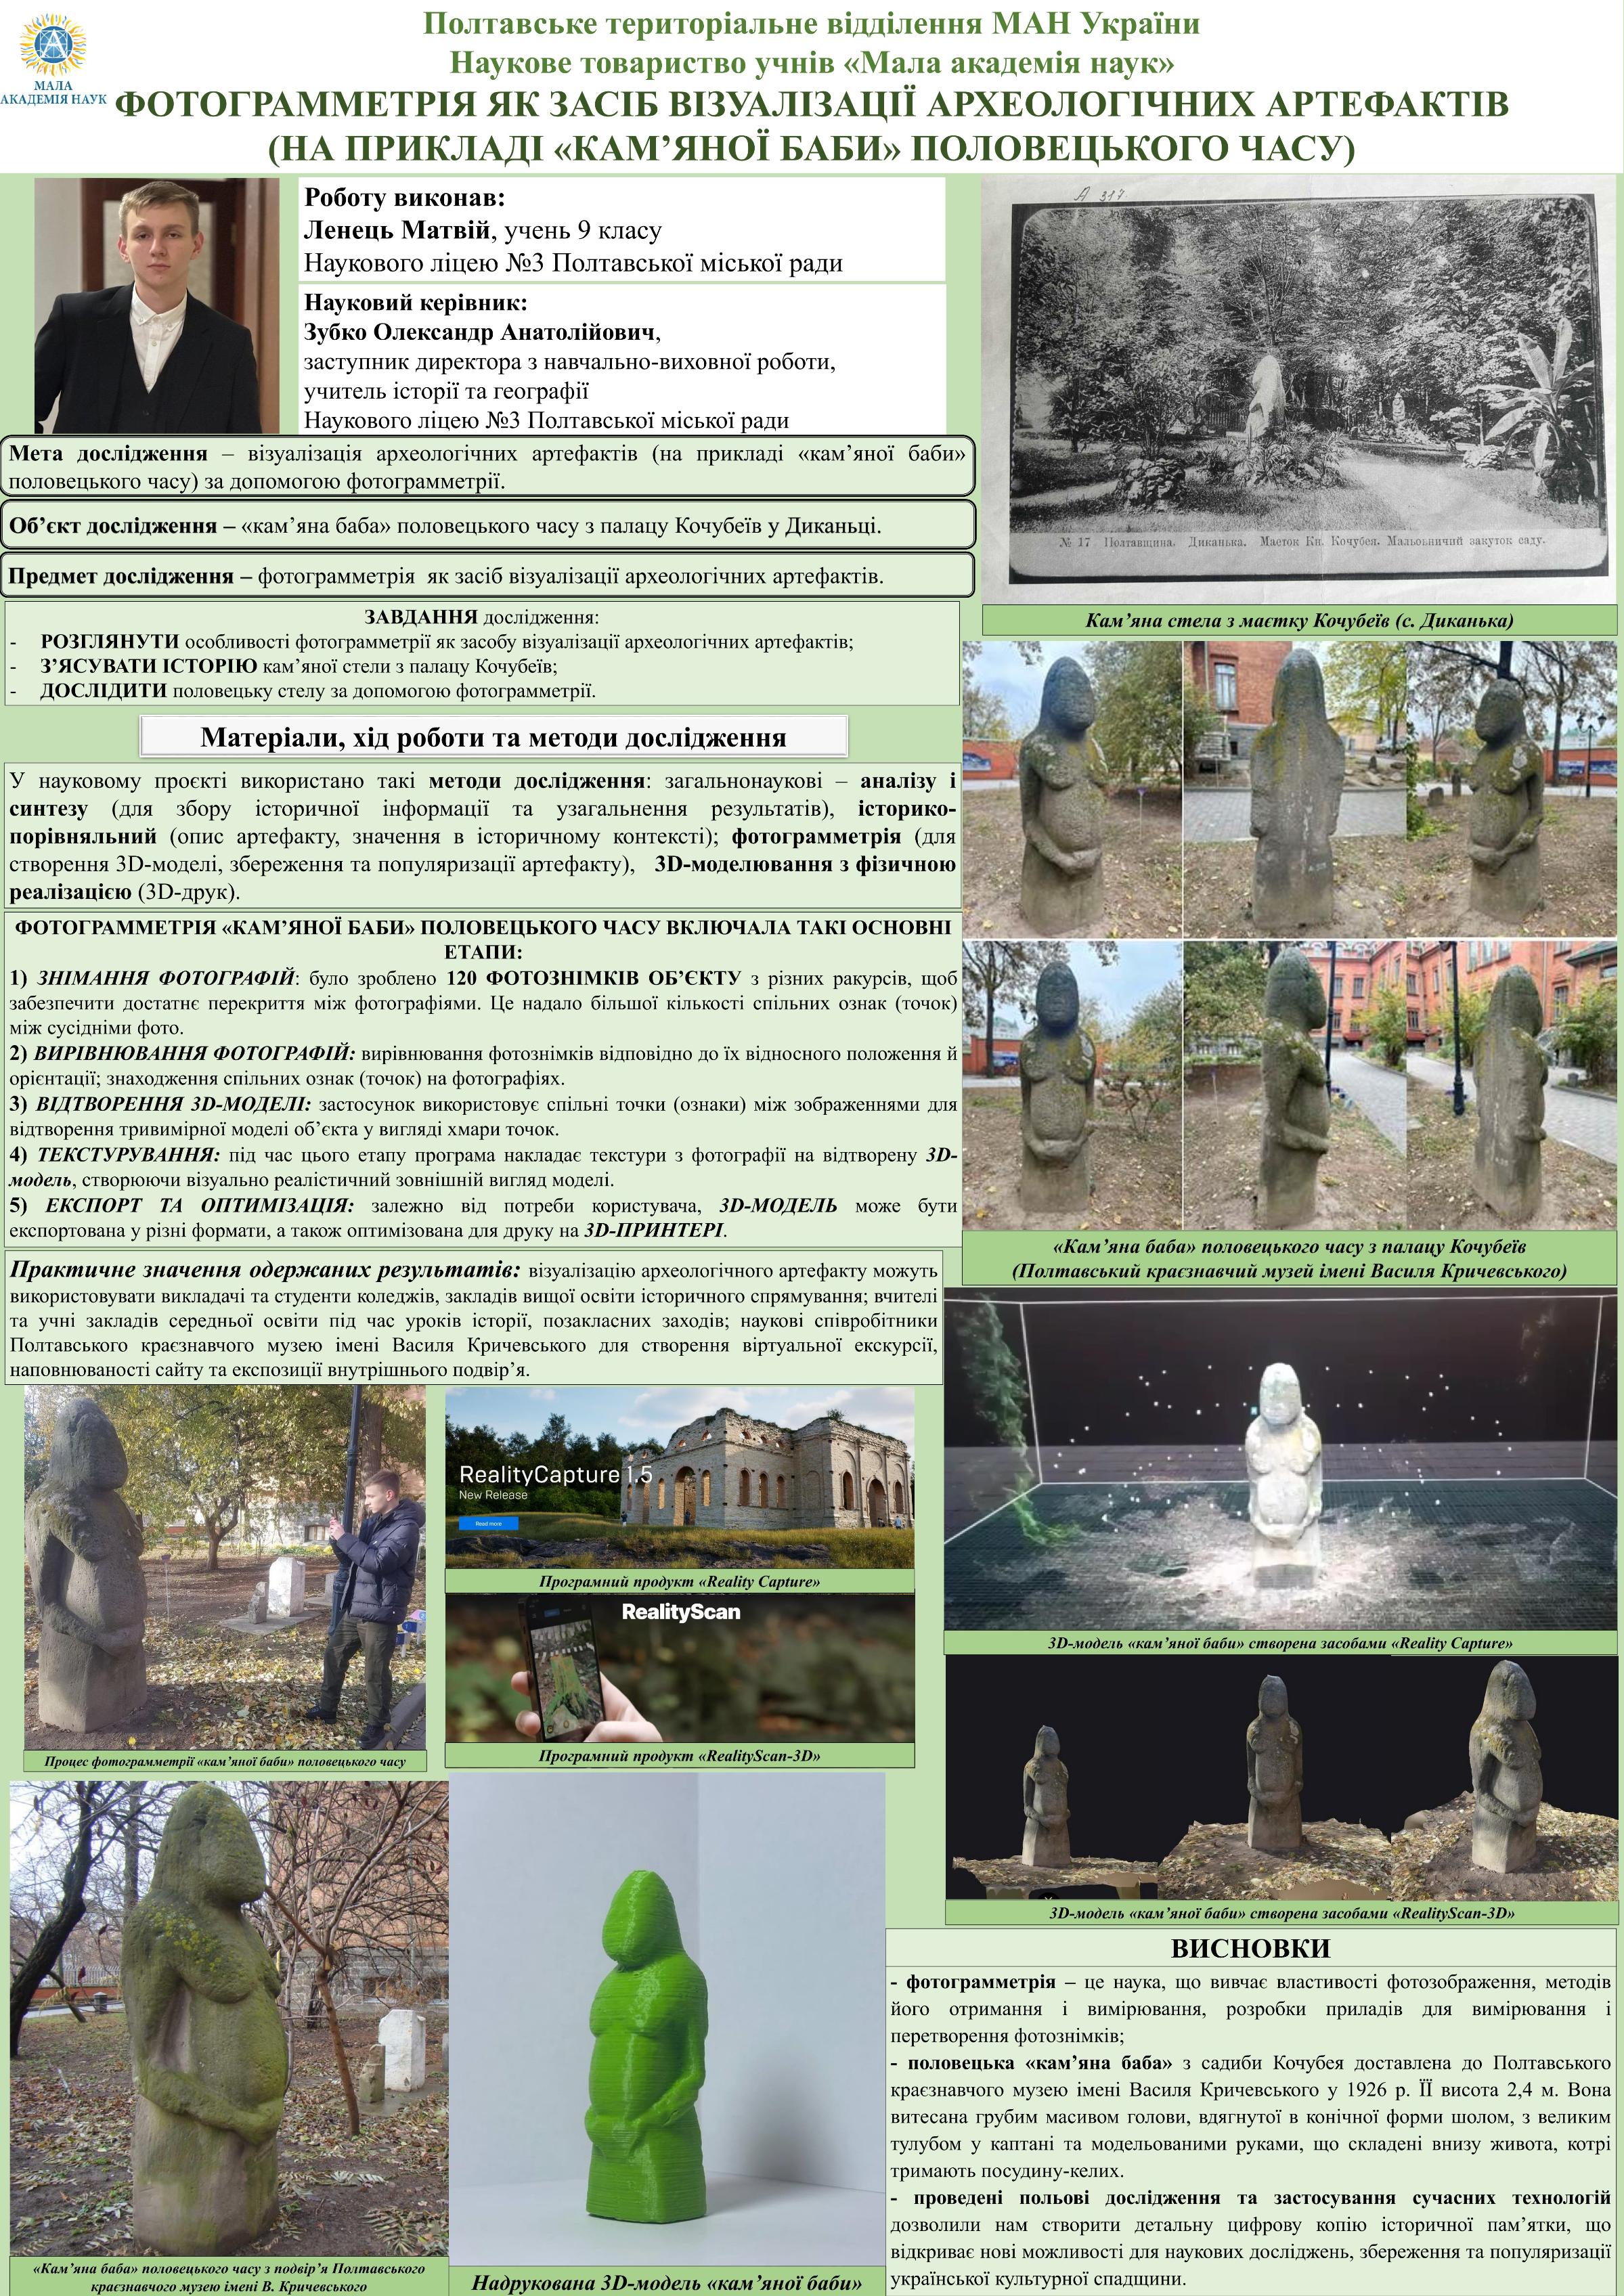 Полтавське територіальне відділення МАН України
Наукове товариство учнів «Мала академія наук»
МАЛА
АКАДЕМІЯ НАУК
ФОТОГРАММЕТРІЯ ЯК ЗАСІБ ВІЗУАЛІЗАЦІЇ АРХЕОЛОГІЧНИХ АРТЕФАКТІВ
(НА ПРИКЛАДІ «КАМ’ЯНОЇ БАБИ» ПОЛОВЕЦЬКОГО ЧАСУ)
Роботу виконав:
Ленець Матвій, учень 9 класу
Наукового ліцею №3 Полтавської міської ради
Науковий керівник:
Зубко Олександр Анатолійович,
заступник директора з навчально-виховної роботи,
учитель історії та географії
Наукового ліцею №3 Полтавської міської ради
Мета дослідження – візуалізація археологічних артефактів (на прикладі «кам’яної баби»
половецького часу) за допомогою фотограмметрії.
Об’єкт дослідження – «кам’яна баба» половецького часу з палацу Кочубеїв у Диканьці.
Предмет дослідження – фотограмметрія як засіб візуалізації археологічних артефактів.
ЗАВДАННЯ дослідження:
- РОЗГЛЯНУТИ особливості фотограмметрії як засобу візуалізації археологічних артефактів;
- З’ЯСУВАТИ ІСТОРІЮ кам’яної стели з палацу Кочубеїв;
- ДОСЛІДИТИ половецьку стелу за допомогою фотограмметрії.
Матеріали, хід роботи та методи дослідження
У науковому проєкті використано такі методи дослідження: загальнонаукові – аналізу і
синтезу (для збору історичної інформації та узагальнення результатів), історико-
порівняльний (опис артефакту, значення в історичному контексті); фотограмметрія (для
створення 3D-моделі, збереження та популяризації артефакту), 3D-моделювання з фізичною
реалізацією (3D-друк).
ФОТОГРАММЕТРІЯ «КАМ’ЯНОЇ БАБИ» ПОЛОВЕЦЬКОГО ЧАСУ ВКЛЮЧАЛА ТАКІ ОСНОВНІ
ЕТАПИ:
1) ЗНІМАННЯ ФОТОГРАФІЙ: було зроблено 120 ФОТОЗНІМКІВ ОБ’ЄКТУ з різних ракурсів, щоб
забезпечити достатнє перекриття між фотографіями. Це надало більшої кількості спільних ознак (точок)
між сусідніми фото.
2) ВИРІВНЮВАННЯ ФОТОГРАФІЙ: вирівнювання фотознімків відповідно до їх відносного положення й
орієнтації; знаходження спільних ознак (точок) на фотографіях.
3) ВІДТВОРЕННЯ 3D-МОДЕЛІ: застосунок використовує спільні точки (ознаки) між зображеннями для
відтворення тривимірної моделі об’єкта у вигляді хмари точок.
4) ТЕКСТУРУВАННЯ: під час цього етапу програма накладає текстури з фотографії на відтворену 3D-
модель, створюючи візуально реалістичний зовнішній вигляд моделі.
5) ЕКСПОРТ ТА ОПТИМІЗАЦІЯ: залежно від потреби користувача, 3D-МОДЕЛЬ може бути
експортована у різні формати, а також оптимізована для друку на 3D-ПРИНТЕРІ.
Практичне значення одержаних результатів: візуалізацію археологічного артефакту можуть
використовувати викладачі та студенти коледжів, закладів вищої освіти історичного спрямування; вчителі
та учні закладів середньої освіти під час уроків історії, позакласних заходів; наукові співробітники
Полтавського краєзнавчого музею імені Василя Кричевського для створення віртуальної екскурсії,
наповнюваності сайту та експозиції внутрішнього подвір’я.
А 317
№ 17 Полтавщина. Диканька. Маєток Кн. Кочубея. Мальовничий закуток саду.
Кам’яна стела з маєтку Кочубеїв (с. Диканька)
«Кам’яна баба» половецького часу з палацу Кочубеїв
(Полтавський краєзнавчий музей імені Василя Кричевського)
RealityCapture 1.5
New Release
Read more
Програмний продукт «Reality Capture»
RealityScan
Програмний продукт «RealityScan-3D»
3D-модель «кам’яної баби» створена засобами «Reality Capture»
Процес фотограмметрії «кам’яної баби» половецького часу
3D-модель «кам’яної баби» створена засобами «RealityScan-3D»
«Кам’яна баба» половецького часу з подвір’я Полтавського
краєзнавчого музею імені В. Кричевського
Надрукована 3D-модель «кам’яної баби»
ВИСНОВКИ
- фотограмметрія – це наука, що вивчає властивості фотозображення, методів
його отримання і вимірювання, розробки приладів для вимірювання і
перетворення фотознімків;
- половецька «кам’яна баба» з садиби Кочубея доставлена до Полтавського
краєзнавчого музею імені Василя Кричевського у 1926 р. ЇЇ висота 2,4 м. Вона
витесана грубим масивом голови, вдягнутої в конічної форми шолом, з великим
тулубом у каптані та модельованими руками, що складені внизу живота, котрі
тримають посудину-келих.
- проведені польові дослідження та застосування сучасних технологій
дозволили нам створити детальну цифрову копію історичної пам’ятки, що
відкриває нові можливості для наукових досліджень, збереження та популяризації
української культурної спадщини.